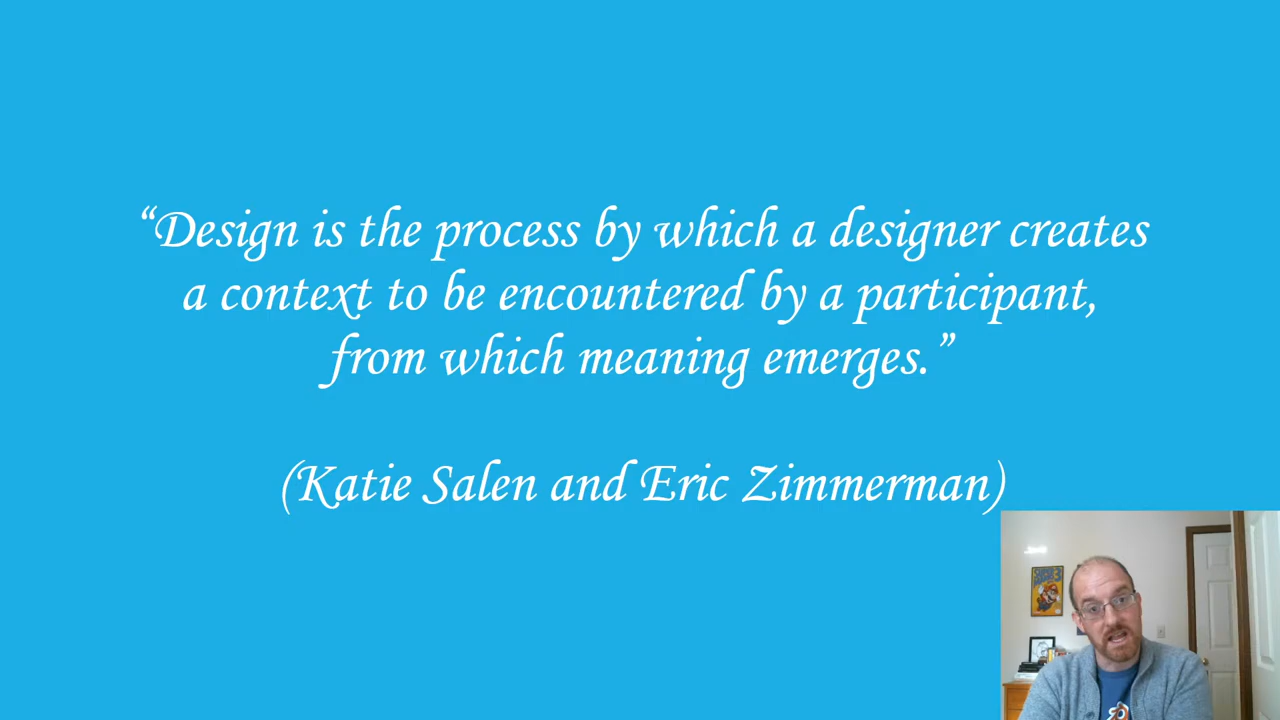 “Design is the process by which a designer creates
a context to be encountered by a participant,
from which meaning emerges.”
(Katie Salen and Eric Zimmerman)